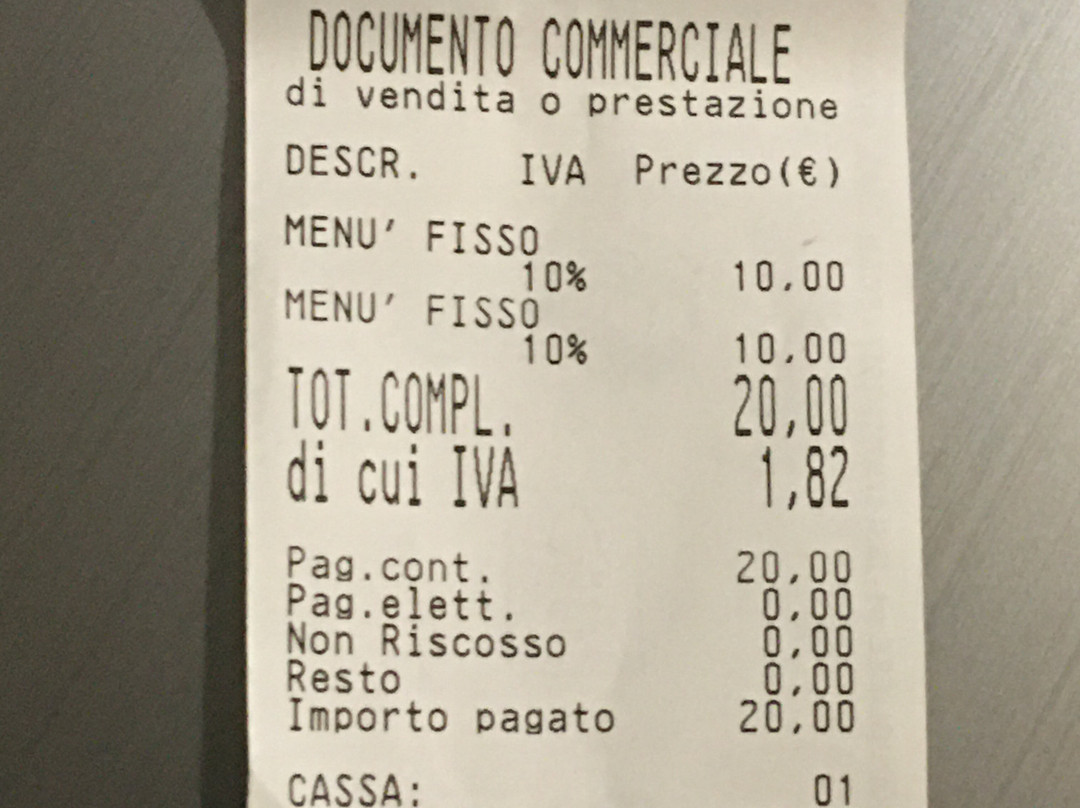 DOCUMENTO COMMERCIALE
di vendita o prestazione
DESCR. IVA Prezzo(€)
MENU' FISSO
10% 10,00
MENU' FISSO
10% 10,00
TOT.COMPL. 20,00
di cui IVA 1,82
Pag.cont. 20,00
Pag.elett. 0,00
Non Riscosso 0,00
Resto 0,00
Importo pagato 20,00
CASSA: 01